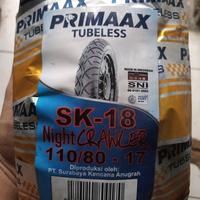 PRIMAAX
TUBELESS
SNI
SK-18
Night CRAWLER
110/80 - 17
Diproduksi oleh:
PT. Surabaya Kencana Anugrah